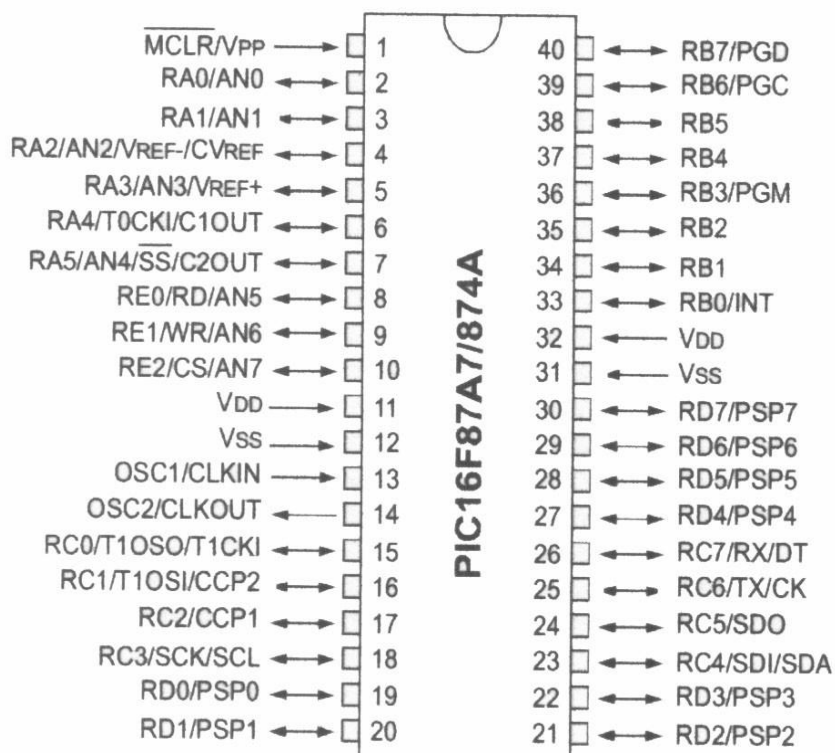 MCLR/VPP 1
RA0/AN0 2
RA1/AN1 3
RA2/AN2/VREF-/CVREF 4
RA3/AN3/VREF+ 5
RA4/T0CKI/C1OUT 6
RA5/AN4/SS/C2OUT 7
RE0/RD/AN5 8
RE1/WR/AN6 9
RE2/CS/AN7 10
VDD 11
VSS 12
OSC1/CLKIN 13
OSC2/CLKOUT 14
RC0/T1OSO/T1CKI 15
RC1/T1OSI/CCP2 16
RC2/CCP1 17
RC3/SCK/SCL 18
RD0/PSP0 19
RD1/PSP1 20
PIC16F87A7/874A
40 RB7/PGD
39 RB6/PGC
38 RB5
37 RB4
36 RB3/PGM
35 RB2
34 RB1
33 RB0/INT
32 VDD
31 VSS
30 RD7/PSP7
29 RD6/PSP6
28 RD5/PSP5
27 RD4/PSP4
26 RC7/RX/DT
25 RC6/TX/CK
24 RC5/SDO
23 RC4/SDI/SDA
22 RD3/PSP3
21 RD2/PSP2